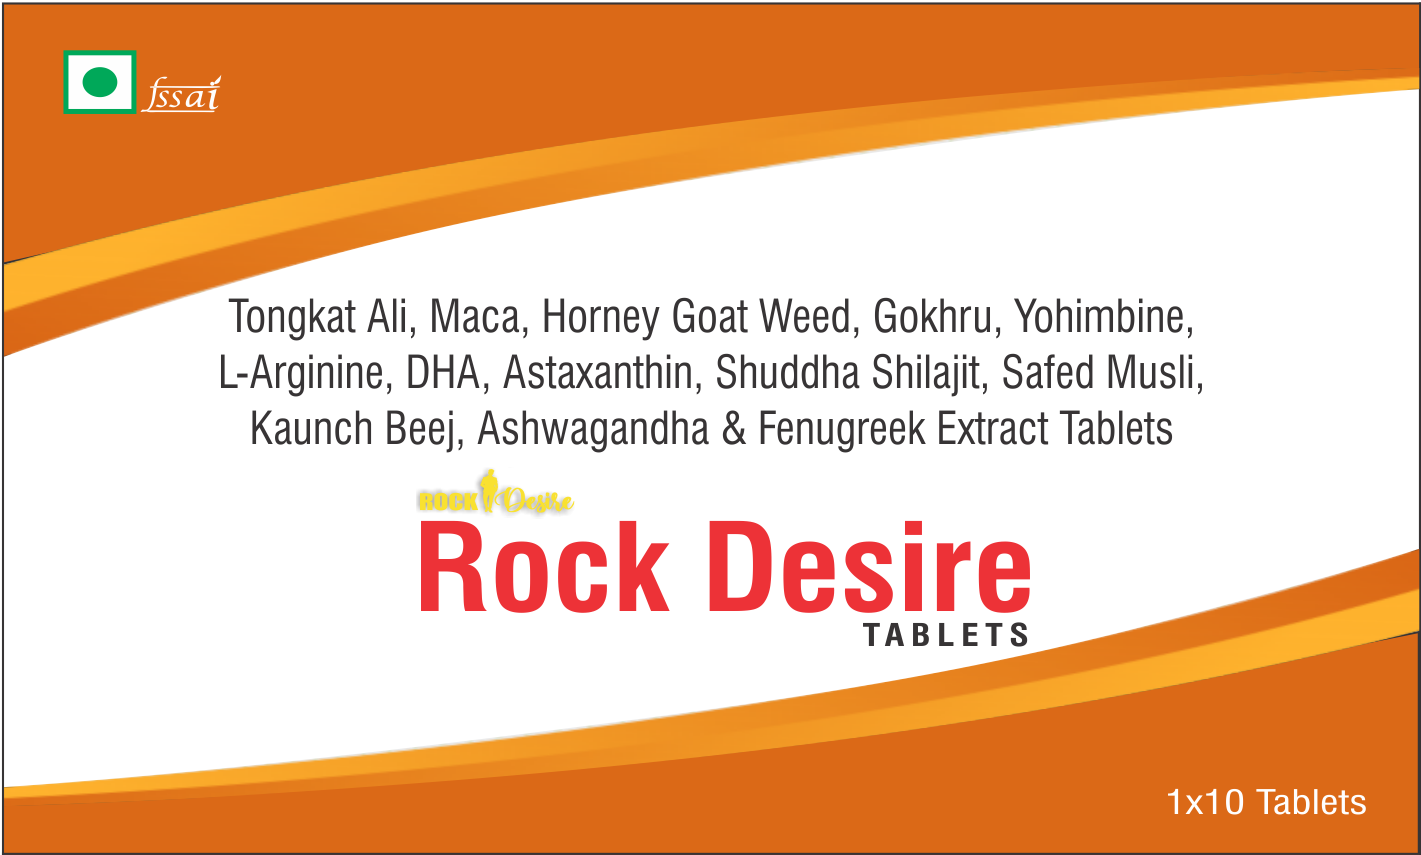 fssai
Tongkat Ali, Maca, Horney Goat Weed, Gokhru, Yohimbine,
L-Arginine, DHA, Astaxanthin, Shuddha Shilajit, Safed Musli,
Kaunch Beej, Ashwagandha & Fenugreek Extract Tablets
ROCK Desire
Rock Desire
TABLETS
1x10 Tablets